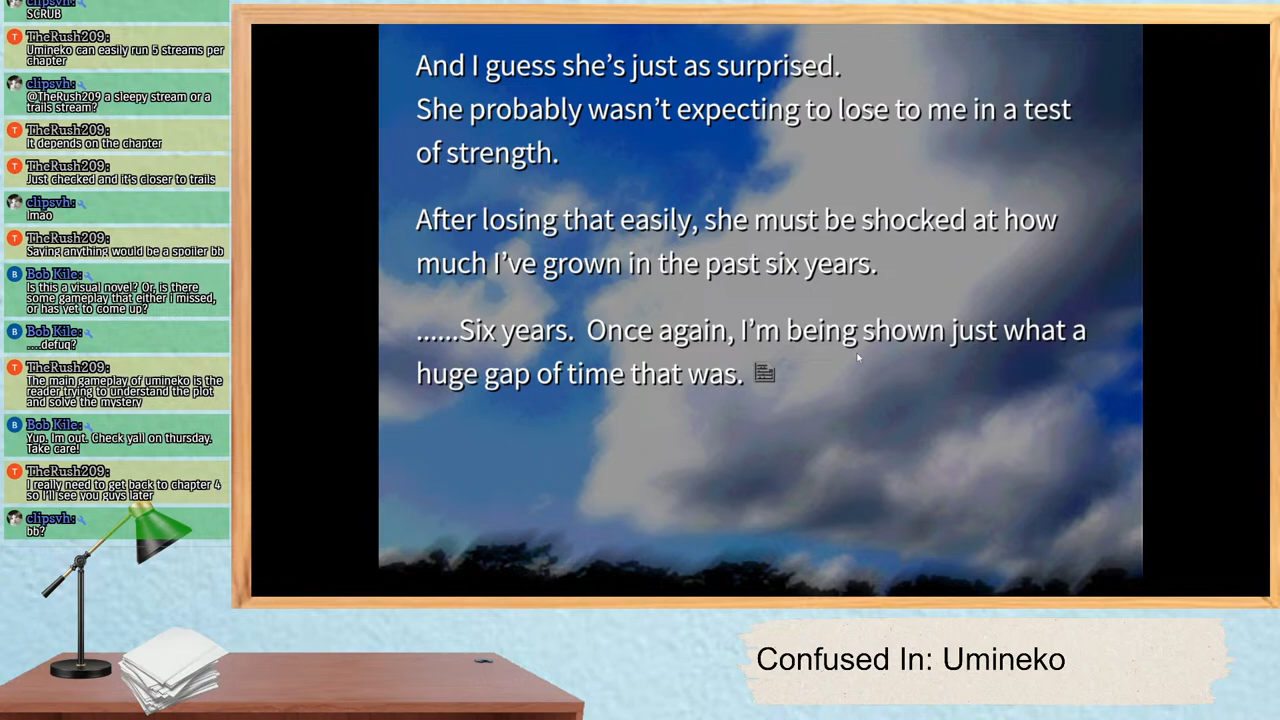 clipsvh:
SCRUB
TheRush209:
Umineko can easily run 5 streams per
chapter
clipsvh:
@TheRush209 a sleepy stream or a
trails stream?
TheRush209:
It depends on the chapter
TheRush209:
Just checked and it's closer to trails
clipsvh:
lmao
TheRush209:
Saying anything would be a spoiler bb
Bob Kile:
Is this a visual novel? Or, is there
some gameplay that either i missed,
or has yet to come up?
Bob Kile:
....defuq?
TheRush209:
The main gameplay of umineko is the
reader trying to understand the plot
and solve the mystery
Bob Kile:
Yup. Im out. Check yall on thursday.
Take care!
TheRush209:
I really need to get back to chapter 4
so I'll see you guys later
clipsvh:
bb?
And I guess she's just as surprised.
She probably wasn't expecting to lose to me in a test
of strength.
After losing that easily, she must be shocked at how
much I've grown in the past six years.
......Six years. Once again, I'm being shown just what a
huge gap of time that was.
Confused In: Umineko